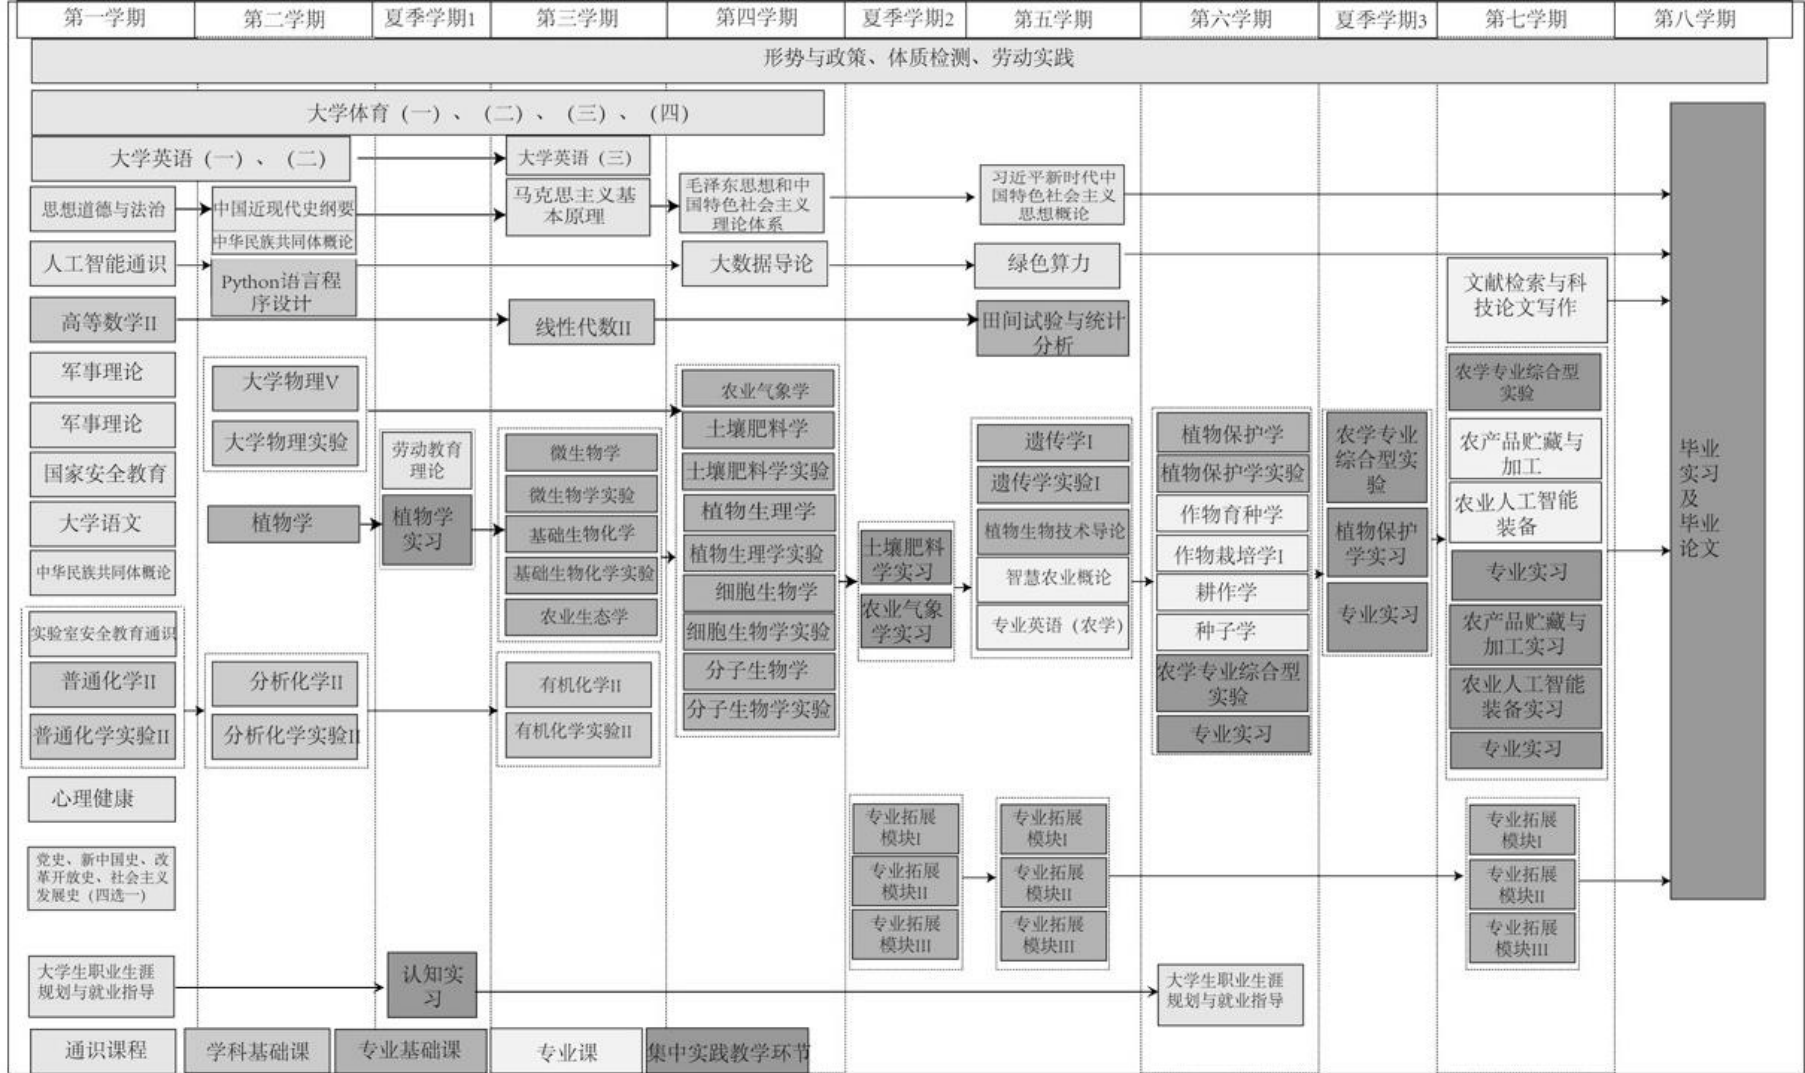 第一学期
第二学期
夏季学期1
第三学期
第四学期
夏季学期2
第五学期
第六学期
夏季学期3
第七学期
第八学期
形势与政策、体质检测、劳动实践
大学体育（一）、（二）、（三）、（四）
大学英语（一）、（二）
大学英语（三）
思想道德与法治
中国近现代史纲要
中华民族共同体概论
马克思主义基
本原理
毛泽东思想和中
国特色社会主义
理论体系
习近平新时代中
国特色社会主义
思想概论
人工智能通识
Python语言程
序设计
大数据导论
绿色算力
高等数学II
线性代数II
田间试验与统计
分析
文献检索与科
技论文写作
军事理论
军事理论
国家安全教育
大学语文
中华民族共同体概论
实验室安全教育通识
普通化学II
普通化学实验II
心理健康
党史、新中国史、改
革开放史、社会主义
发展史（四选一）
大学生职业生涯
规划与就业指导
大学物理V
大学物理实验
植物学
分析化学II
分析化学实验II
劳动教育
理论
植物学
实习
认知实
习
微生物学
微生物学实验
基础生物化学
基础生物化学实验
农业生态学
有机化学II
有机化学实验II
农业气象学
土壤肥料学
土壤肥料学实验
植物生理学
植物生理学实验
细胞生物学
细胞生物学实验
分子生物学
分子生物学实验
土壤肥料
学实习
农业气象
学实习
专业拓展
模块I
专业拓展
模块II
专业拓展
模块III
遗传学I
遗传学实验I
植物生物技术导论
智慧农业概论
专业英语（农学）
专业拓展
模块I
专业拓展
模块II
专业拓展
模块III
植物保护学
植物保护学实验
作物育种学
作物栽培学I
耕作学
种子学
农学专业综合型
实验
专业实习
大学生职业生涯
规划与就业指导
农学专业
综合型实
验
植物保护
学实习
专业实习
农学专业综合型
实验
农产品贮藏与
加工
农业人工智能
装备
专业实习
农产品贮藏与
加工实习
农业人工智能
装备实习
专业实习
专业拓展
模块I
专业拓展
模块II
专业拓展
模块III
毕业
实习
及
毕业
论文
通识课程
学科基础课
专业基础课
专业课
集中实践教学环节